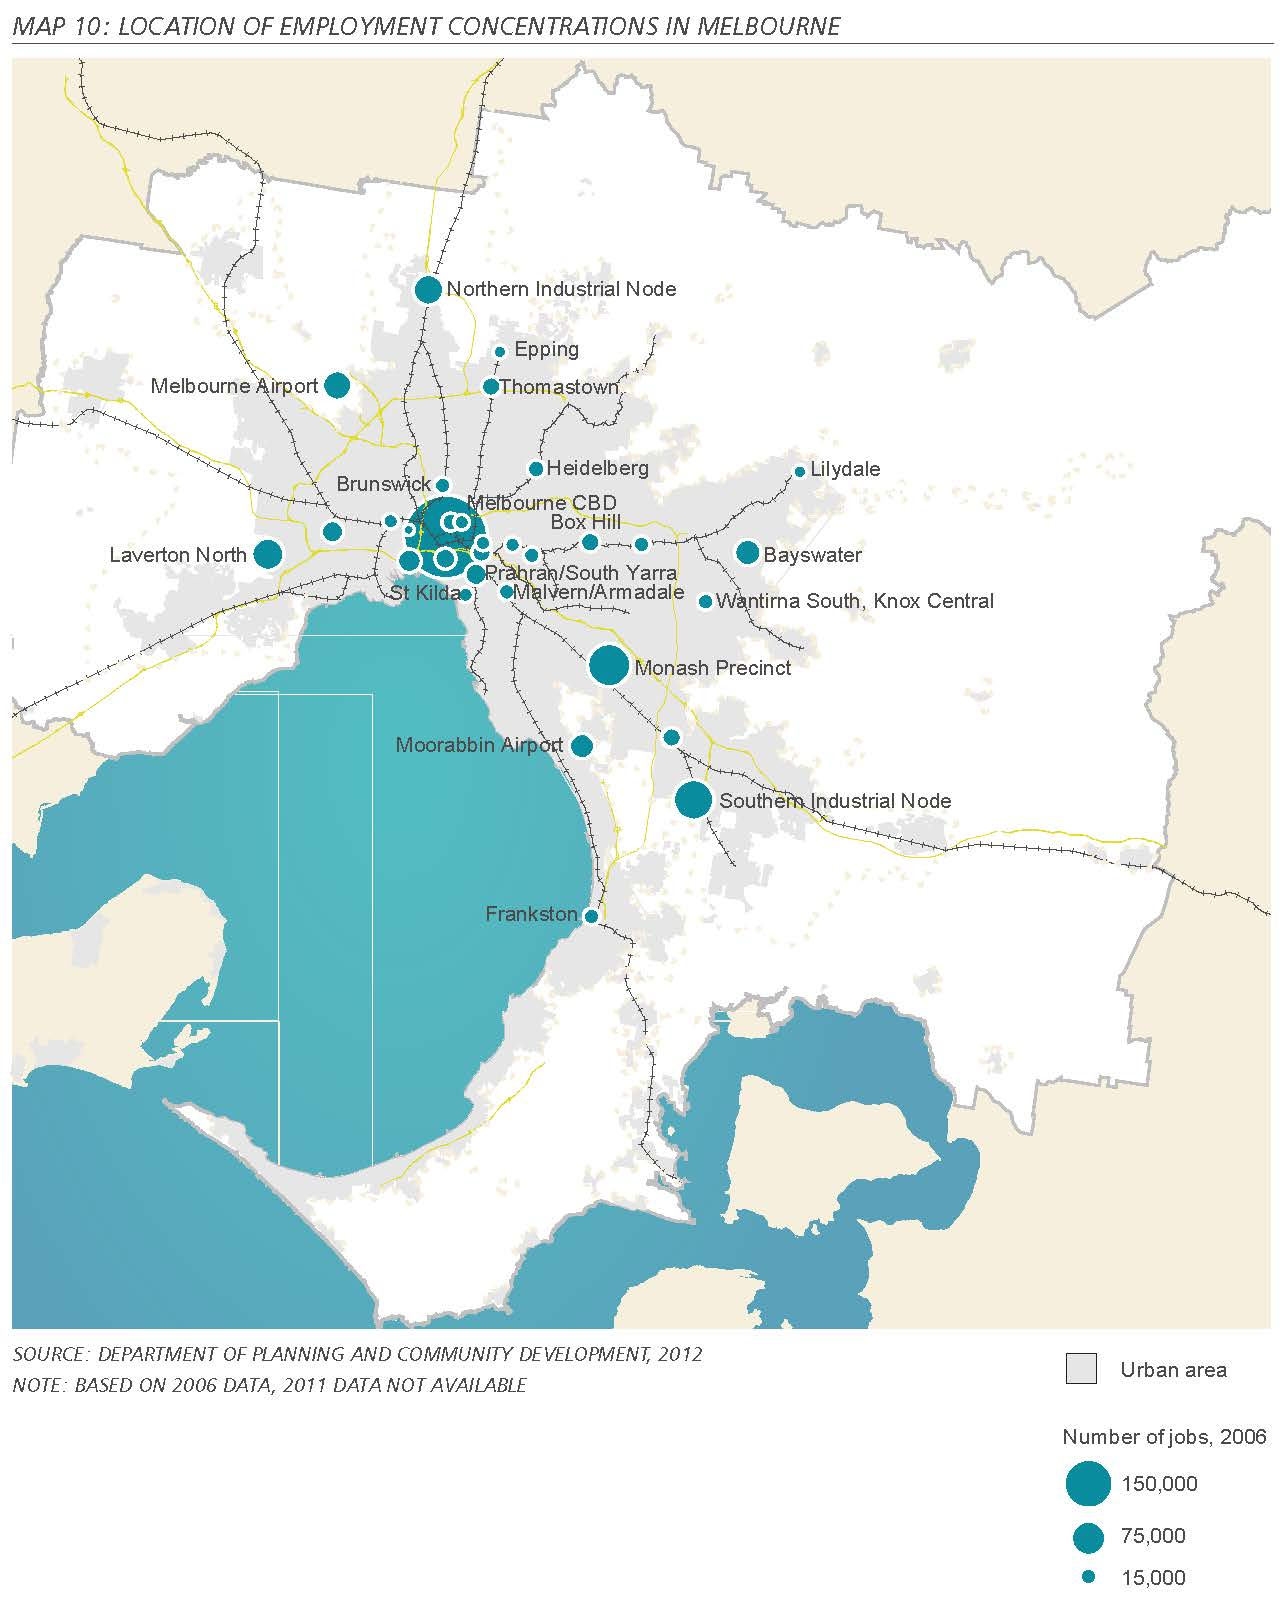 MAP 10: LOCATION OF EMPLOYMENT CONCENTRATIONS IN MELBOURNE
Northern Industrial Node
Epping
Melbourne Airport
Thomastown
Heidelberg
Lilydale
Brunswick
Melbourne CBD
Box Hill
Laverton North
Bayswater
Prahran/South Yarra
St Kilda
Malvern/Armadale
Wantirna South, Knox Central
Monash Precinct
Moorabbin Airport
Southern Industrial Node
Frankston
SOURCE: DEPARTMENT OF PLANNING AND COMMUNITY DEVELOPMENT, 2012
NOTE: BASED ON 2006 DATA, 2011 DATA NOT AVAILABLE
Urban area
Number of jobs, 2006
150,000
75,000
15,000